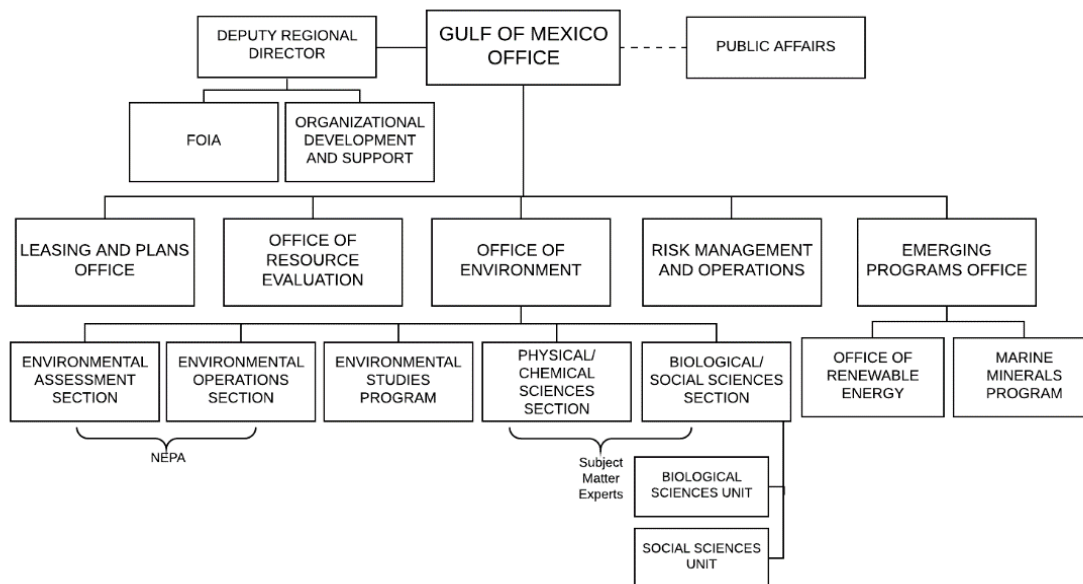 DEPUTY REGIONAL
DIRECTOR
GULF OF MEXICO
OFFICE
PUBLIC AFFAIRS
FOIA
ORGANIZATIONAL
DEVELOPMENT
AND SUPPORT
LEASING AND PLANS
OFFICE
OFFICE OF
RESOURCE
EVALUATION
OFFICE OF
ENVIRONMENT
RISK MANAGEMENT
AND OPERATIONS
EMERGING
PROGRAMS OFFICE
ENVIRONMENTAL
ASSESSMENT
SECTION
ENVIRONMENTAL
OPERATIONS
SECTION
ENVIRONMENTAL
STUDIES
PROGRAM
PHYSICAL/
CHEMICAL
SCIENCES
SECTION
BIOLOGICAL/
SOCIAL SCIENCES
SECTION
OFFICE OF
RENEWABLE
ENERGY
MARINE
MINERALS
PROGRAM
NEPA
Subject
Matter
Experts
BIOLOGICAL
SCIENCES UNIT
SOCIAL SCIENCES
UNIT